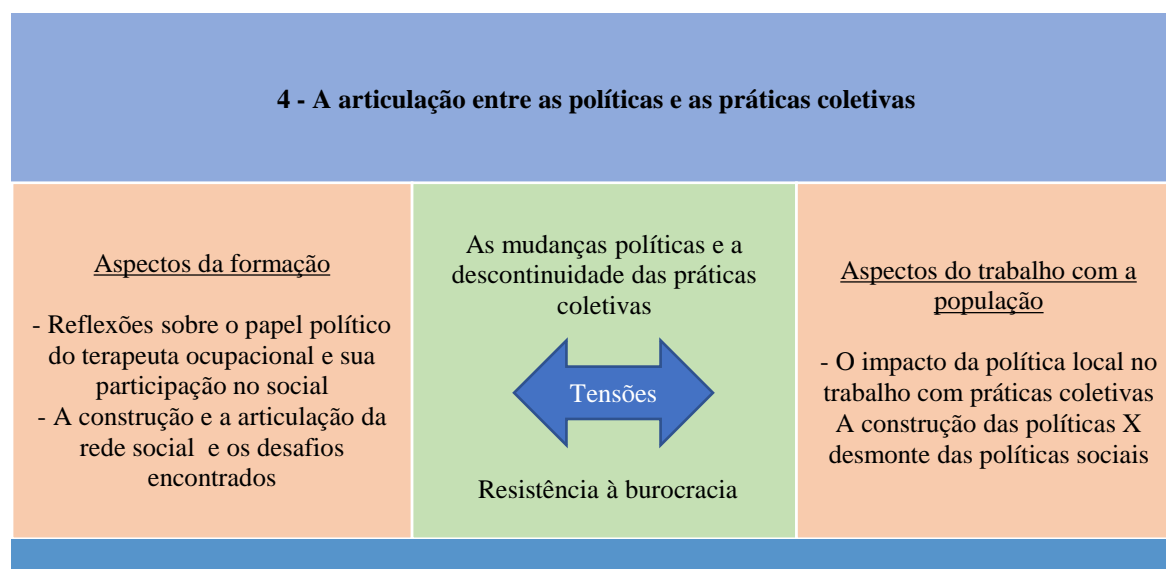 4 - A articulação entre as políticas e as práticas coletivas
Aspectos da formação
- Reflexões sobre o papel político
do terapeuta ocupacional e sua
participação no social
- A construção e a articulação da
rede social e os desafios
encontrados
As mudanças políticas e a
descontinuidade das práticas
coletivas
Tensões
Resistência à burocracia
Aspectos do trabalho com a
população
- O impacto da política local no
trabalho com práticas coletivas
A construção das políticas X
desmonte das políticas sociais